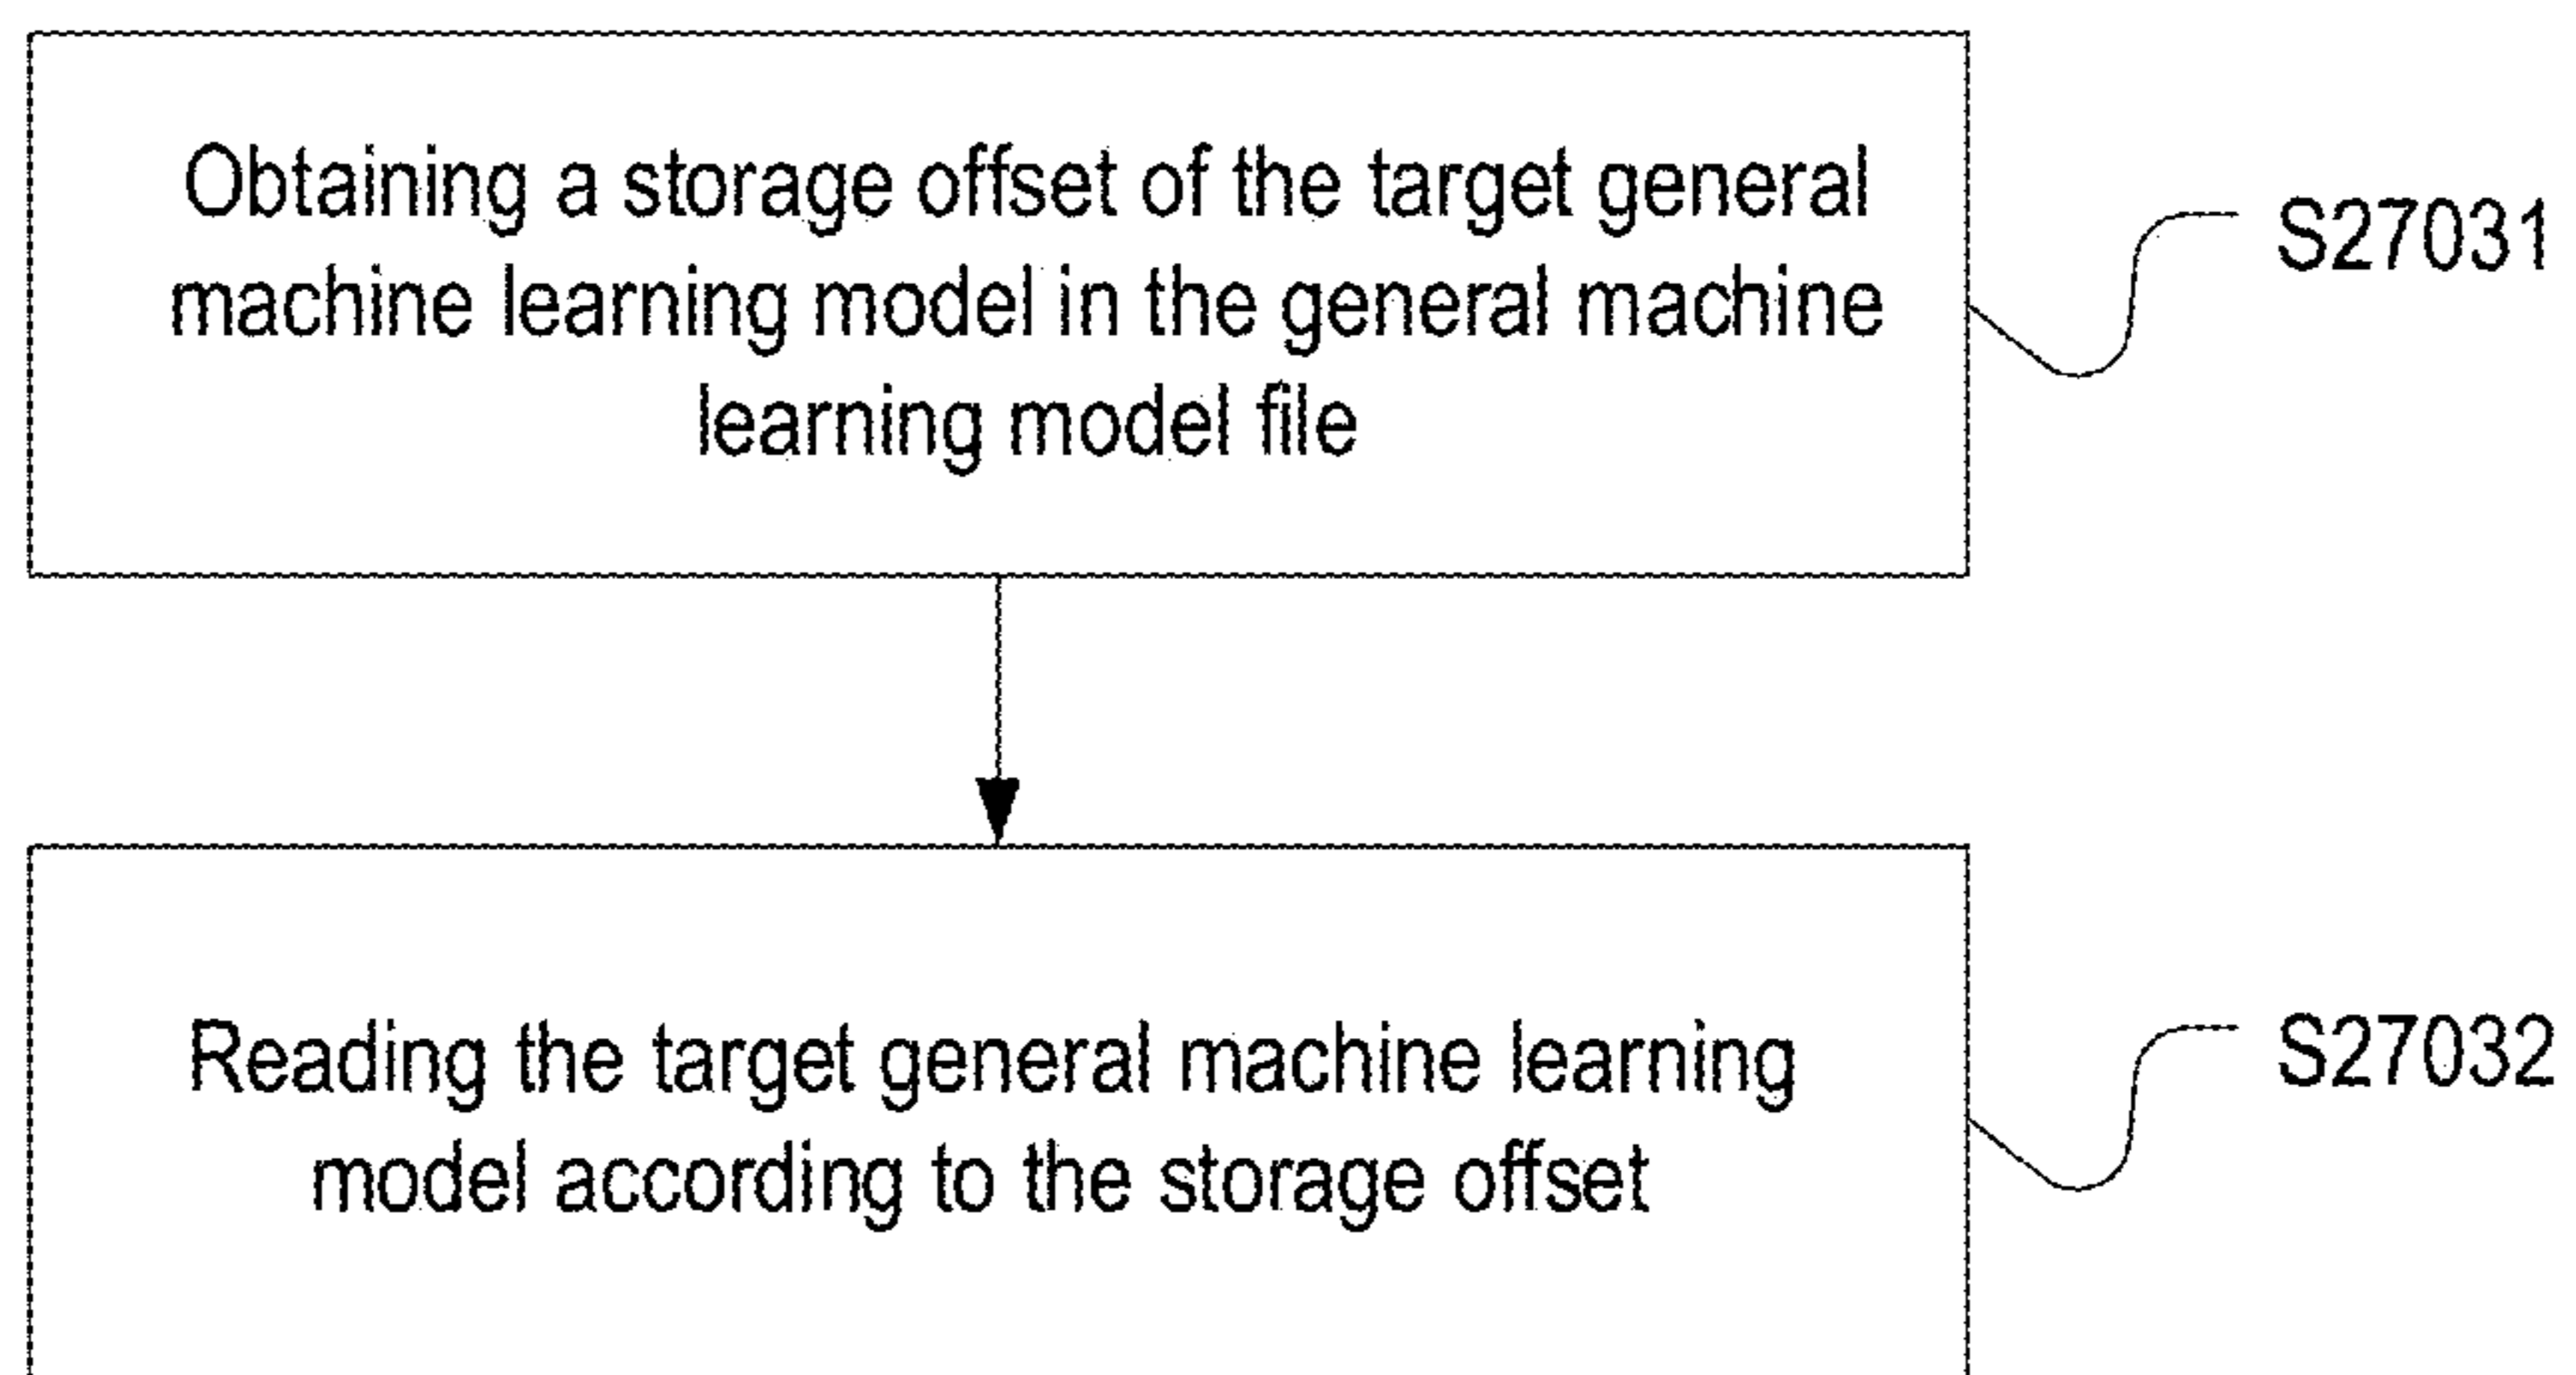 Obtaining a storage offset of the target general
machine learning model in the general machine
learning model file
S27031
Reading the target general machine learning
model according to the storage offset
S27032